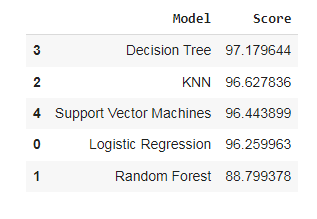 Model Score
3 Decision Tree 97.179644
2 KNN 96.627836
4 Support Vector Machines 96.443899
0 Logistic Regression 96.259963
1 Random Forest 88.799378